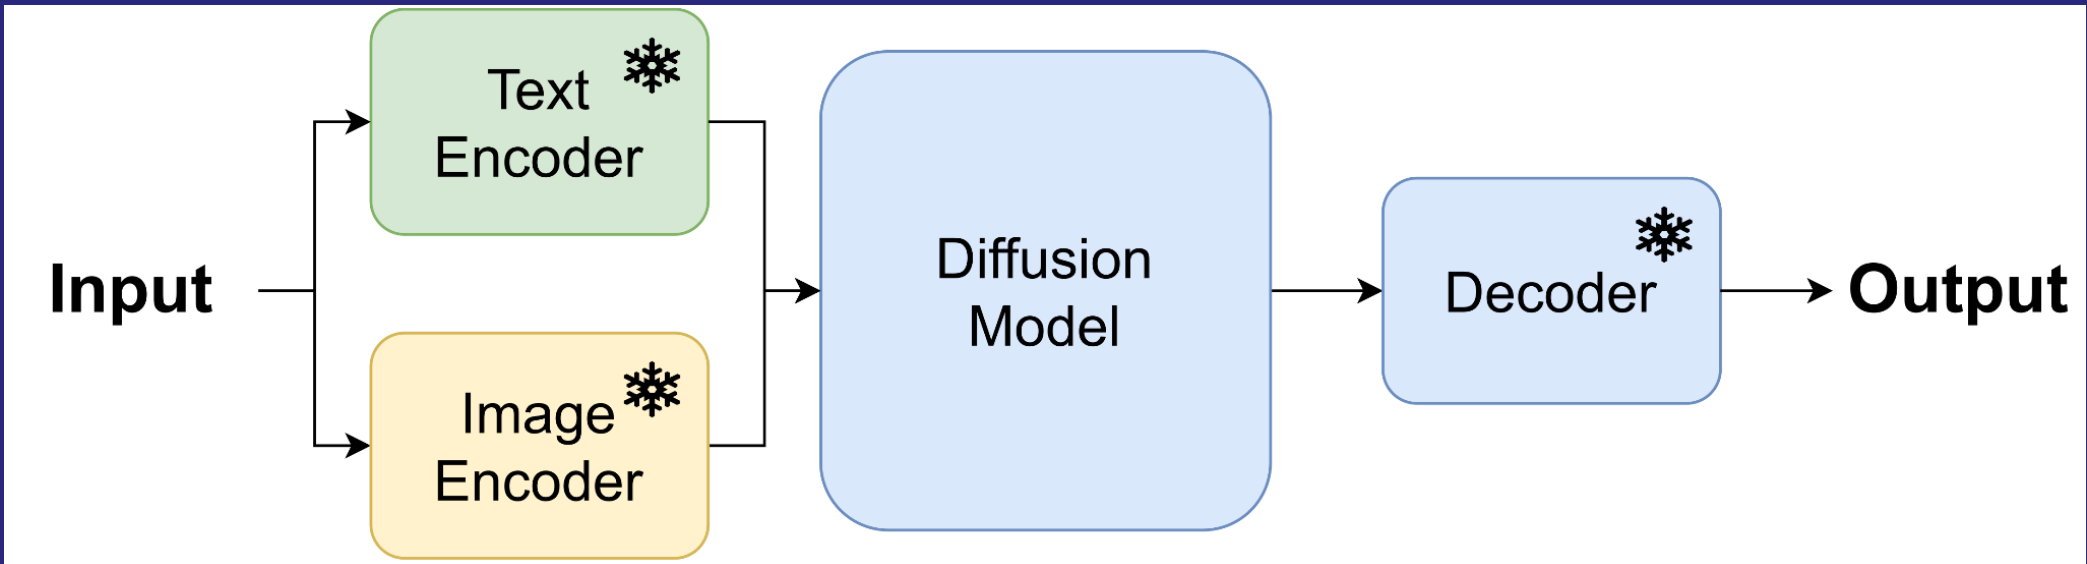 Text
Encoder
Input
Image
Encoder
Diffusion
Model
Decoder
Output